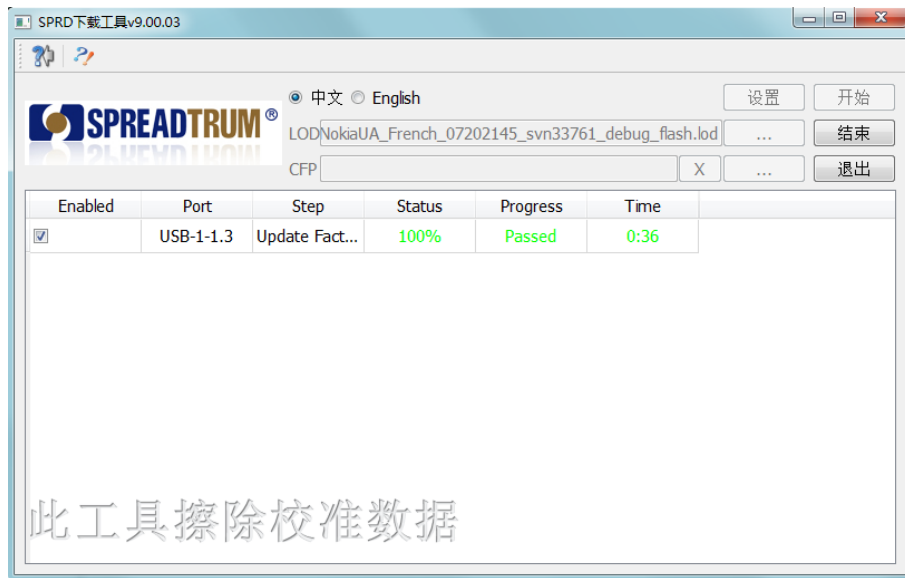 SPRD下载工具v9.00.03
中文 English 设置 开始
SPREADTRUM®
LOD NokiaUA_French_07202145_svn33761_debug_flash.lod ... 结束
CFP X ... 退出
Enabled Port Step Status Progress Time
USB-1-1.3 Update Fact... 100% Passed 0:36
此工具擦除校准数据